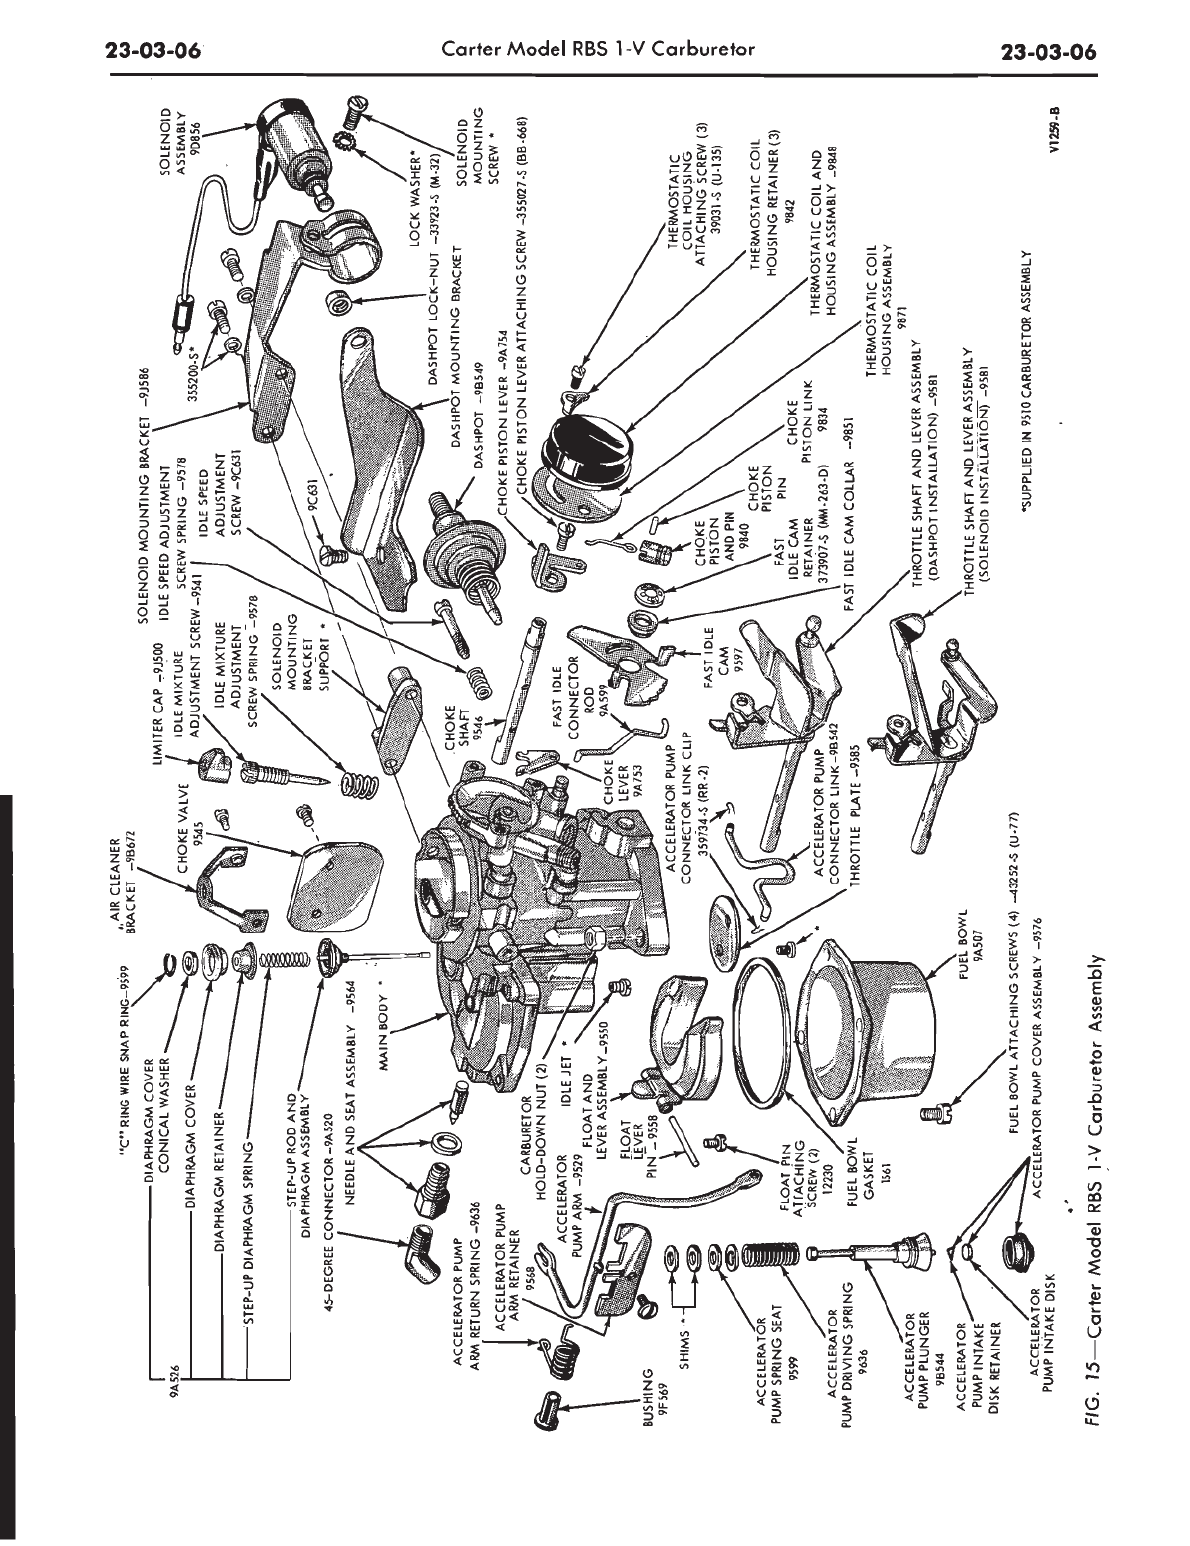 23-03-06
Carter Model RBS 1-V Carburetor
23-03-06
"C" RING WIRE SNAP RING-9S99
DIAPHRAGM COVER
CONICAL WASHER
DIAPHRAGM COVER
DIAPHRAGM RETAINER
STEP-UP DIAPHRAGM SPRING
STEP-UP ROD AND
DIAPHRAGM ASSEMBLY
9A526
45-DEGREE CONNECTOR -9A520
NEEDLE AND SEAT ASSEMBLY -9564
MAIN BODY *
AIR CLEANER
BRACKET -9B672
CHOKE VALVE
9545
LIMITER CAP -9J500
IDLE MIXTURE
ADJUSTMENT SCREW -9541
IDLE MIXTURE
ADJUSTMENT
SCREW SPRING -9578
SOLENOID
MOUNTING
BRACKET
SUPPORT *
SOLENOID MOUNTING BRACKET -9J586
IDLE SPEED ADJUSTMENT
SCREW SPRING -9578
IDLE SPEED
ADJUSTMENT
SCREW -9C631
9C631
355200-S*
SOLENOID
ASSEMBLY
9D856
SOLENOID
MOUNTING
SCREW *
LOCK WASHER*
DASHPOT LOCK-NUT -33923-S (M-32)
DASHPOT MOUNTING BRACKET
DASHPOT -9B549
CHOKE PISTON LEVER -9A754
CHOKE PISTON LEVER ATTACHING SCREW -355027-S (BB-668)
THERMOSTATIC
COIL HOUSING
ATTACHING SCREW (3)
39031-S (U-135)
THERMOSTATIC COIL
HOUSING RETAINER (3)
9842
THERMOSTATIC COIL AND
HOUSING ASSEMBLY -9848
THERMOSTATIC COIL
HOUSING ASSEMBLY
9871
CHOKE
PISTON LINK
9834
CHOKE
PISTON
PIN
CHOKE
PISTON
AND PIN
9840
FAST
IDLE CAM
RETAINER
373907-S (MM-263-D)
FAST IDLE CAM COLLAR -9851
THROTTLE SHAFT AND LEVER ASSEMBLY
(DASHPOT INSTALLATION) -9581
THROTTLE SHAFT AND LEVER ASSEMBLY
(SOLENOID INSTALLATION) -9581
*SUPPLIED IN 9510 CARBURETOR ASSEMBLY
V1259-B
CHOKE
SHAFT
9546
FAST IDLE
CONNECTOR
ROD
9A599
FAST IDLE
CAM
9597
CHOKE
LEVER
9A753
ACCELERATOR PUMP
CONNECTOR LINK CLIP
359734-S (RR-2)
ACCELERATOR PUMP
CONNECTOR LINK-9B542
THROTTLE PLATE -9585
*
CARBURETOR
HOLD-DOWN NUT (2)
IDLE JET *
FLOAT AND
LEVER ASSEMBLY -9550
FLOAT
LEVER
PIN -9558
FLOAT PIN
ATTACHING
SCREW (2)
12230
FUEL BOWL
GASKET
1561
FUEL BOWL
9A507
FUEL BOWL ATTACHING SCREWS (4) -43252-S (U-77)
ACCELERATOR PUMP COVER ASSEMBLY -9576
ACCELERATOR
PUMP ARM -9529
ACCELERATOR PUMP
ARM RETURN SPRING -9636
ACCELERATOR PUMP
ARM RETAINER
9568
BUSHING
9F569
SHIMS *
ACCELERATOR
PUMP SPRING SEAT
9599
ACCELERATOR
PUMP DRIVING SPRING
9636
ACCELERATOR
PUMP PLUNGER
9B544
ACCELERATOR
PUMP INTAKE
DISK RETAINER
ACCELERATOR
PUMP INTAKE DISK
FIG. 15—Carter Model RBS 1-V Carburetor Assembly